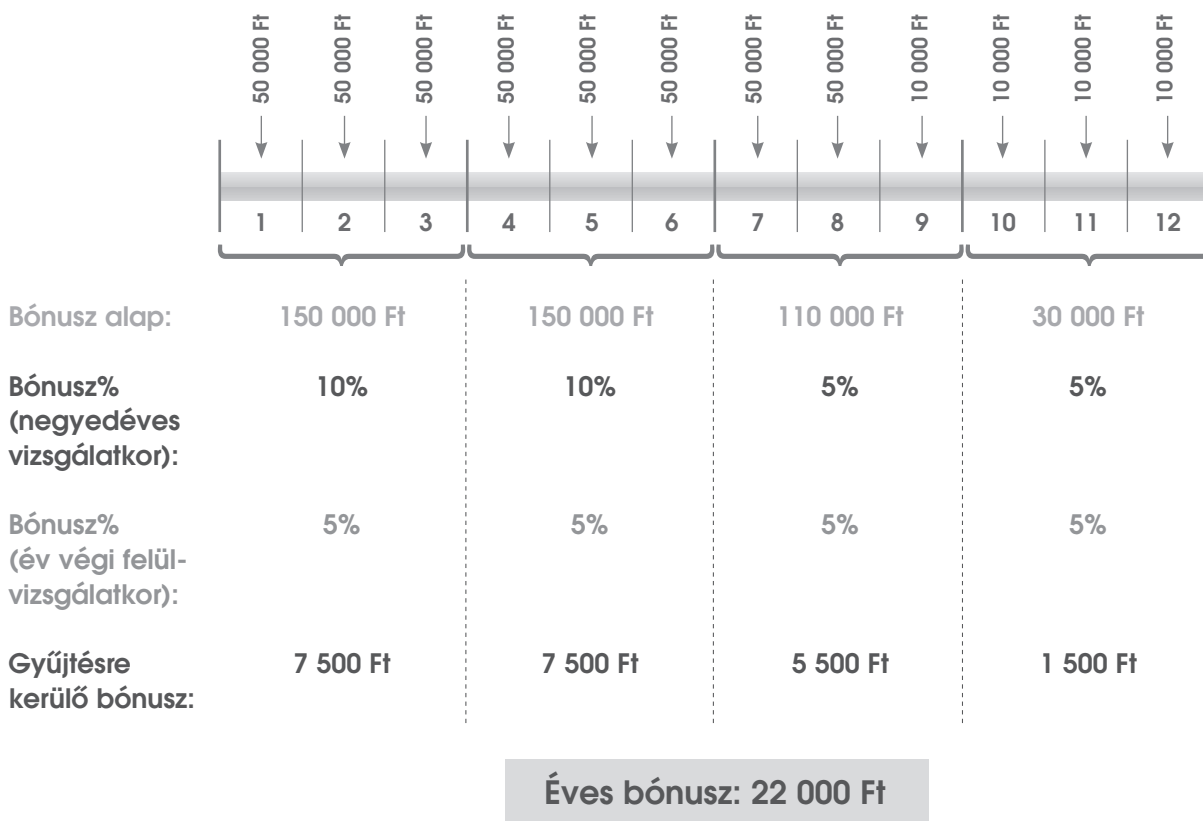 50 000 Ft 50 000 Ft 50 000 Ft 50 000 Ft 50 000 Ft 50 000 Ft 50 000 Ft 50 000 Ft 10 000 Ft 10 000 Ft 10 000 Ft 10 000 Ft
1 2 3 4 5 6 7 8 9 10 11 12
Bónusz alap: 150 000 Ft 150 000 Ft 110 000 Ft 30 000 Ft
Bónusz% 10% 10% 5% 5%
(negyedéves
vizsgálatkor):
Bónusz% 5% 5% 5% 5%
(év végi felül-
vizsgálatkor):
Gyűjtésre 7 500 Ft 7 500 Ft 5 500 Ft 1 500 Ft
kerülő bónusz:
Éves bónusz: 22 000 Ft